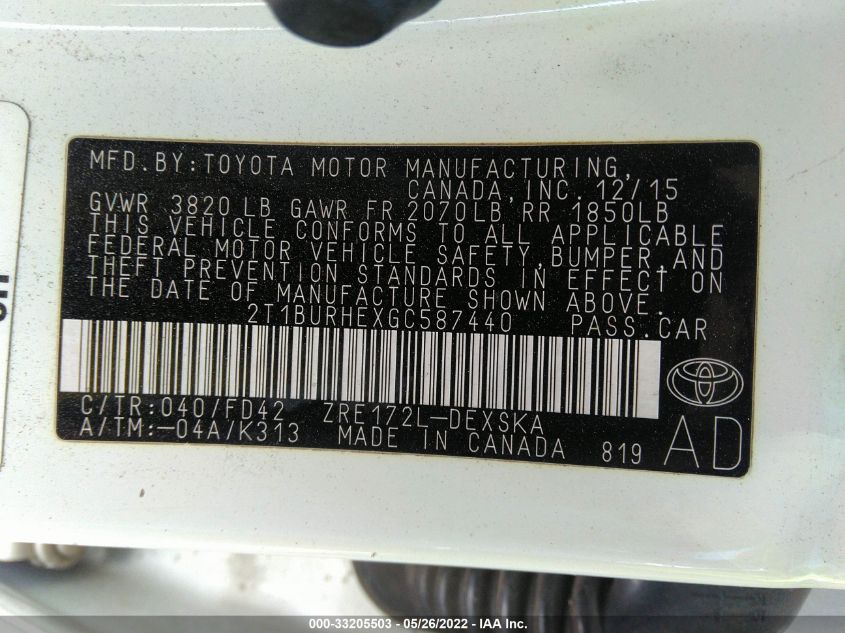 MFD.BY:TOYOTA MOTOR MANUFACTURING,
CANADA,INC. 12/15
GVWR 3820 LB GAWR FR 2070LB RR 1850LB
THIS VEHICLE CONFORMS TO ALL APPLICABLE
FEDERAL MOTOR VEHICLE SAFETY,BUMPER,AND
THEFT PREVENTION STANDARDS IN EFFECT ON
THE DATE OF MANUFACTURE SHOWN ABOVE.
2T1BURHEXGC587440 PASS.CAR
C/TR:040/FD42 ZRE172L-DEXSKA
A/TM:-04A/K313 MADE IN CANADA 819
AD
000-33205503 - 05/26/2022 - IAA Inc.